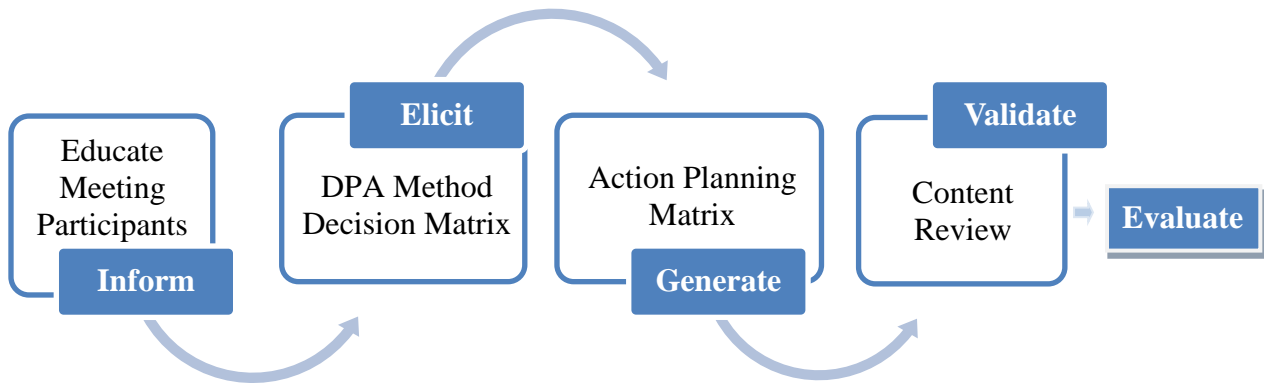 Educate
Meeting
Participants
Inform
Elicit
DPA Method
Decision Matrix
Action Planning
Matrix
Generate
Validate
Content
Review
Evaluate